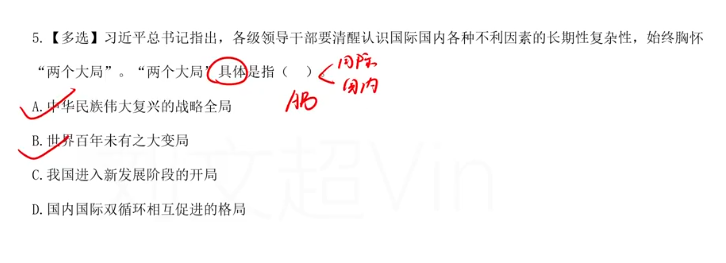 5.【多选】习近平总书记指出，各级领导干部要清醒认识国际国内各种不利因素的长期性复杂性，始终胸怀
“两个大局”。“两个大局”具体是指（ ）。
国际
国内
AB
A.中华民族伟大复兴的战略全局
B.世界百年未有之大变局
C.我国进入新发展阶段的开局
D.国内国际双循环相互促进的格局
刘文超Vin